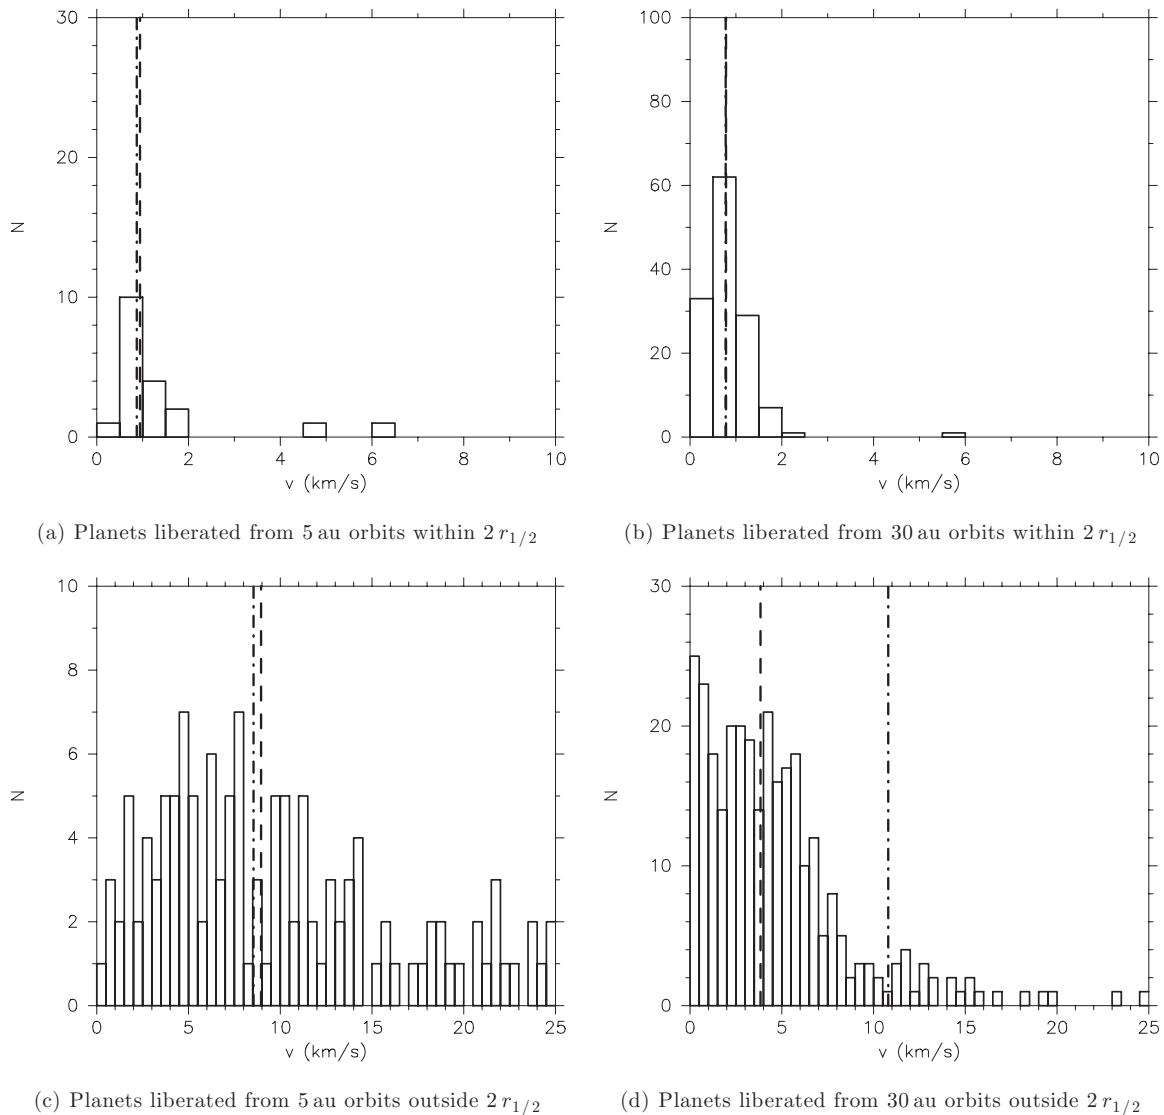 30
20
10
0
N
0 2 4 6 8 10
v (km/s)
(a) Planets liberated from 5 au orbits within 2 r1/2
100
80
60
40
20
0
N
0 2 4 6 8 10
v (km/s)
(b) Planets liberated from 30 au orbits within 2 r1/2
10
8
6
4
2
0
N
0 5 10 15 20 25
v (km/s)
(c) Planets liberated from 5 au orbits outside 2 r1/2
30
20
10
0
N
0 5 10 15 20 25
v (km/s)
(d) Planets liberated from 30 au orbits outside 2 r1/2